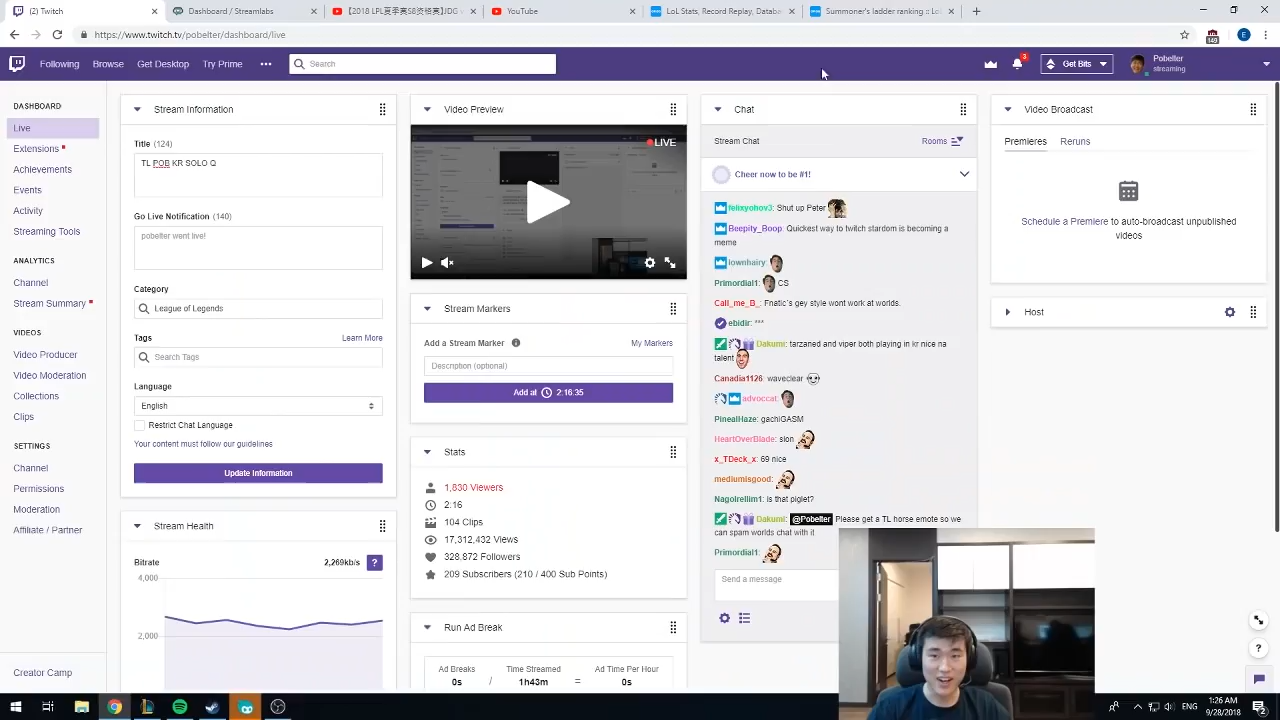 (2) Twitch
Dashboard / Streamlabs
YouTube
LoL Stats, Record Replay, Databa
Summoner's ladder ranking :: LoL
https://www.twitch.tv/pobelter/dashboard/live
149
E
Following
Browse
Get Desktop
Try Prime
Search
3
Get Bits
Pobelter
streaming
DASHBOARD
Live
Extensions
Achievements
Events
Activity
Streaming Tools
ANALYTICS
Channel
Stream Summary
VIDEOS
Video Producer
Video Moderation
Collections
Clips
SETTINGS
Channel
Permissions
Moderation
Affiliate / Partner
Creator Camp
Stream Information
Title (124)
TL POB KR SOLO Q
Go Live Notification (140)
pobelter went live!
Category
League of Legends
Tags
Learn More
Search Tags
Language
English
Restrict Chat Language
Your content must follow our guidelines
Update Information
Stream Health
Bitrate
2,269kb/s
?
4,000
2,000
Video Preview
LIVE
Stream Markers
Add a Stream Marker
My Markers
Description (optional)
Add at 2:16:35
Stats
1,830 Viewers
2:16
104 Clips
17,312,432 Views
328,872 Followers
209 Subscribers (210 / 400 Sub Points)
Run Ad Break
Ad Breaks
Time Streamed
Ad Time Per Hour
0s / 1h43m = 0s
Chat
Stream Chat
Rooms
Cheer now to be #1!
felixyohov3: Shut up Peter
Beepity_Boop: Quickest way to twitch stardom is becoming a
meme
lownhairy:
Primordial1: CS
Call_me_B_: Fnatic's gey style wont work at worlds.
ebidir: ***
Dakumi: tarzaned and viper both playing in kr nice na
talent
Canadia1126: waveclear
advoccat:
PinealHaze: gachiGASM
HeartOverBlade: sion
x_TDeck_x: 69 nice
mediumisgood:
Nagoirellim1: is that piglet?
Dakumi: @Pobelter Please get a TL horse emote so we
can spam worlds chat with it
Primordial1:
Send a message
Video Broadcast
Premieres
Reruns
Schedule a Premiere to auto-broadcast unpublished
videos
Host
?
ENG
1:26 AM
9/28/2018
2